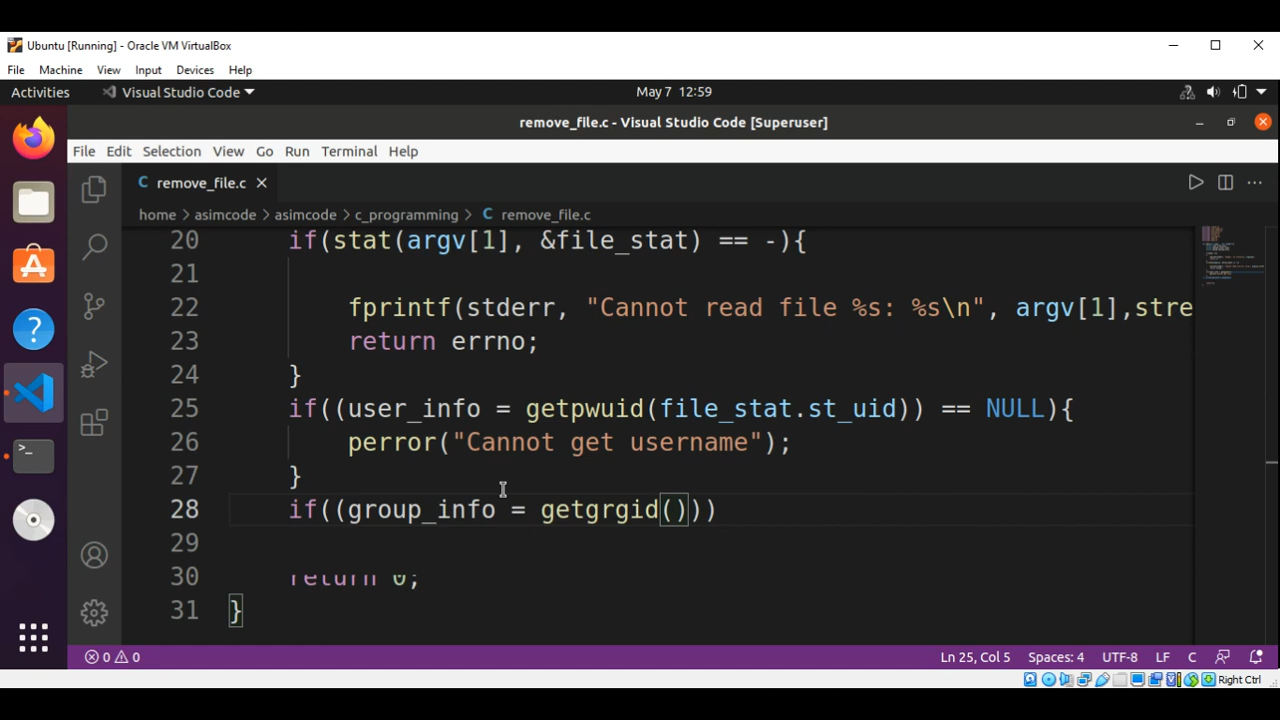 Ubuntu [Running] - Oracle VM VirtualBox
File Machine View Input Devices Help
Activities Visual Studio Code May 7 12:59
remove_file.c - Visual Studio Code [Superuser]
File Edit Selection View Go Run Terminal Help
C remove_file.c
home > asimcode > asimcode > c_programming > C remove_file.c
20 if(stat(argv[1], &file_stat) == -){
21
22 fprintf(stderr, "Cannot read file %s: %s\n", argv[1],stre
23 return errno;
24 }
25 if((user_info = getpwuid(file_stat.st_uid)) == NULL){
26 perror("Cannot get username");
27 }
28 if((group_info = getgrgid()))
29
30 return 0;
31 }
0 0 Ln 25, Col 5 Spaces: 4 UTF-8 LF C
Right Ctrl